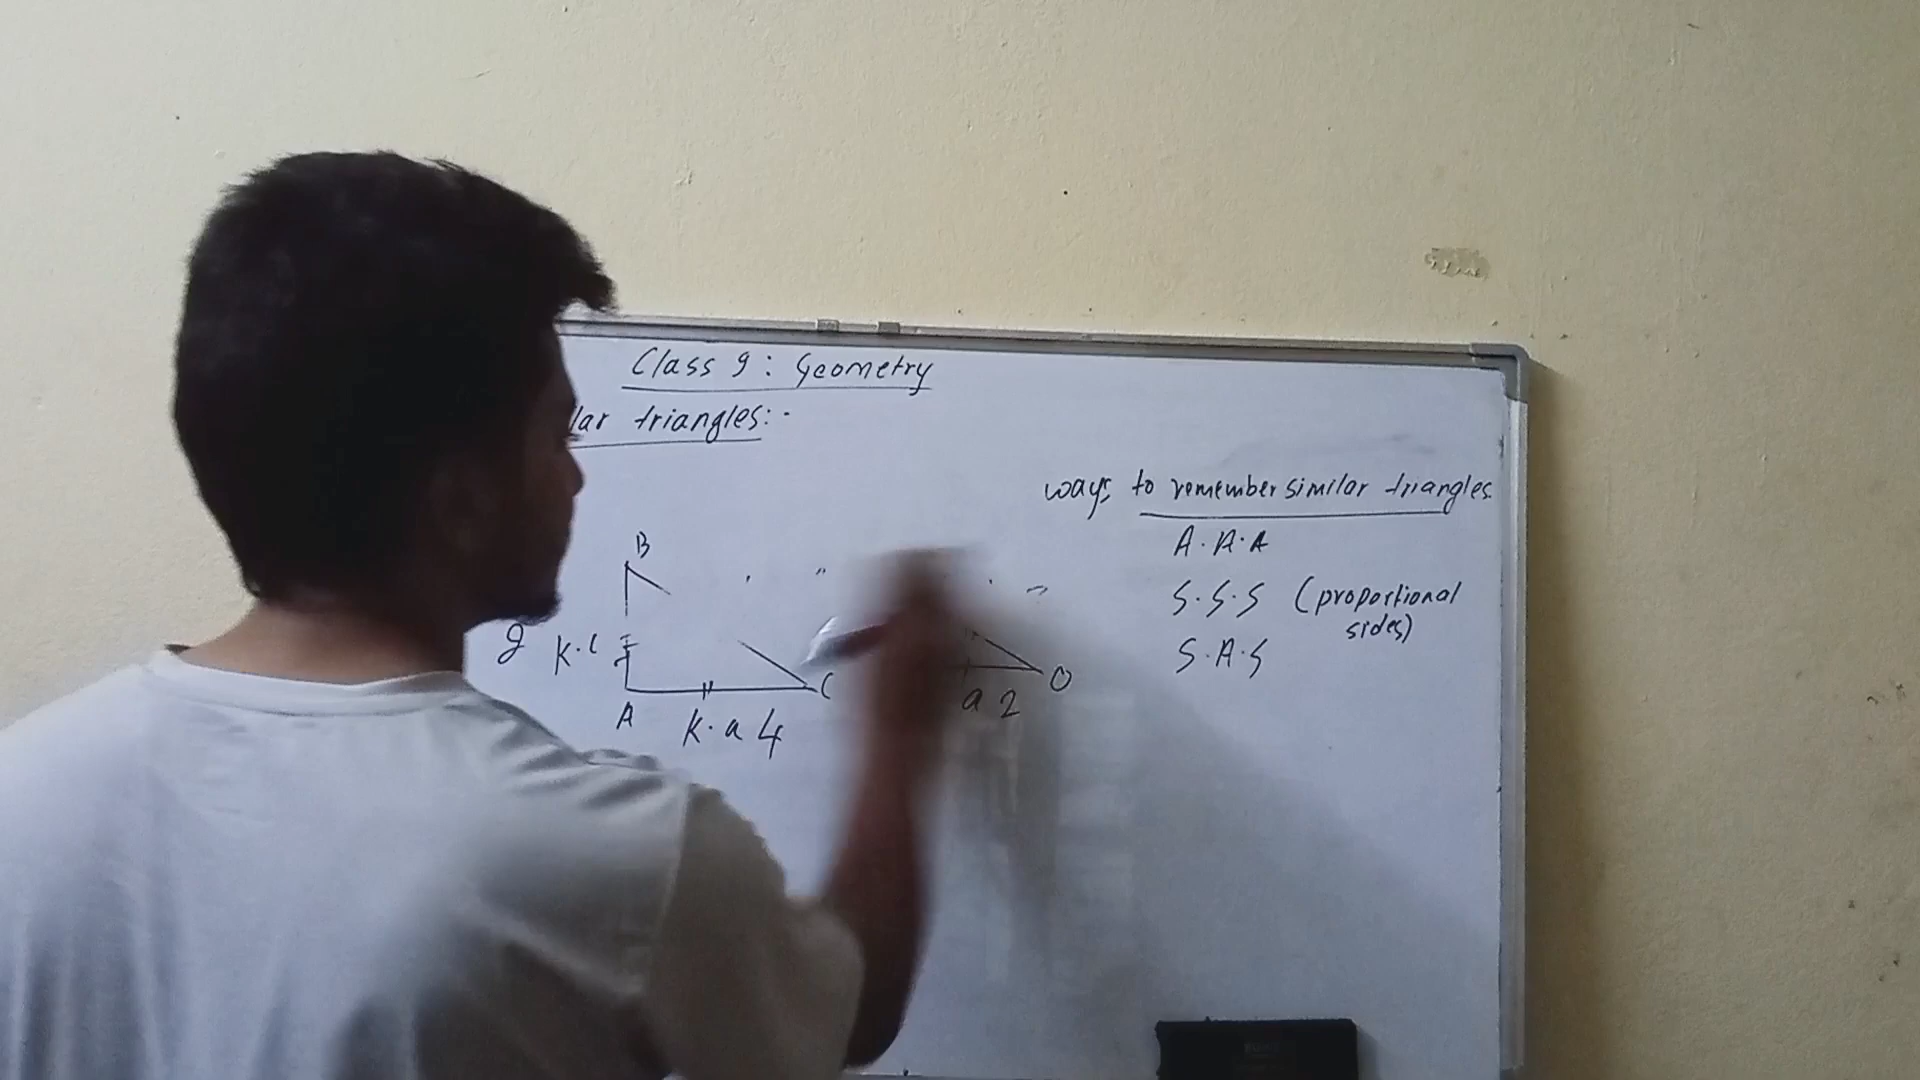 Class 9: Geometry
lar triangles:-
ways to remember similar triangles
A.A.A
S.S.S (proportional
sides)
S.A.S
B
K.
A
C
K.a 4
a 2
O